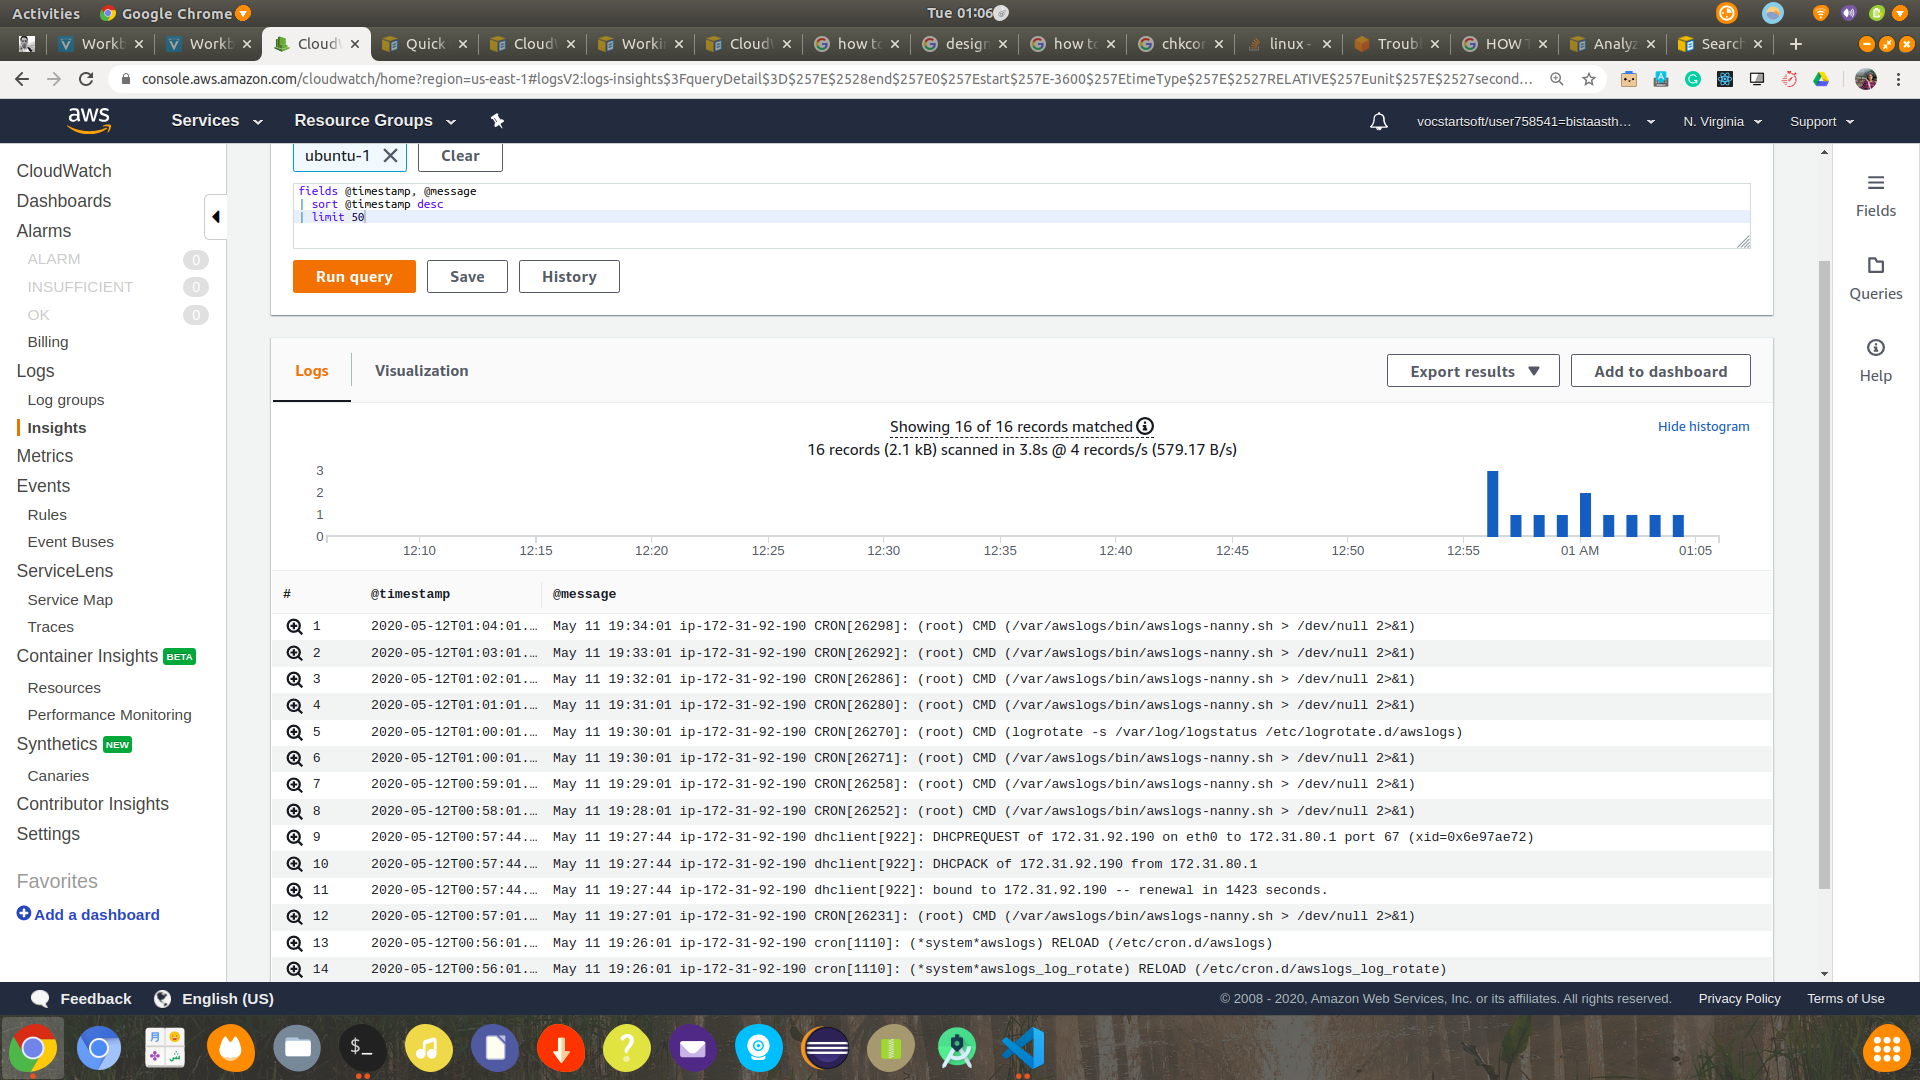 Activities
Google Chrome
Tue 01:06
Workb
Workb
CloudW
Quick
CloudW
Workin
CloudW
how to
design
how to
chkcon
linux -
Troubl
HOW T
Analyz
Search
console.aws.amazon.com/cloudwatch/home?region=us-east-1#logsV2:logs-insights$3FqueryDetail$3D$257E$2528end$257E0$257Estart$257E-3600$257EtimeType$257E$2527RELATIVE$257Eunit$257E$2527second...
aws
Services
Resource Groups
vocstartsoft/user758541=bistaasth...
N. Virginia
Support
CloudWatch
Dashboards
Alarms
ALARM 0
INSUFFICIENT 0
OK 0
Billing
Logs
Log groups
Insights
Metrics
Events
Rules
Event Buses
ServiceLens
Service Map
Traces
Container Insights BETA
Resources
Performance Monitoring
Synthetics NEW
Canaries
Contributor Insights
Settings
Favorites
Add a dashboard
ubuntu-1
Clear
fields @timestamp, @message
| sort @timestamp desc
| limit 50
Run query
Save
History
Fields
Queries
Help
Logs
Visualization
Export results
Add to dashboard
Showing 16 of 16 records matched
Hide histogram
16 records (2.1 kB) scanned in 3.8s @ 4 records/s (579.17 B/s)
3
2
1
0
12:10 12:15 12:20 12:25 12:30 12:35 12:40 12:45 12:50 12:55 01 AM 01:05
# @timestamp @message
1 2020-05-12T01:04:01.... May 11 19:34:01 ip-172-31-92-190 CRON[26298]: (root) CMD (/var/awslogs/bin/awslogs-nanny.sh > /dev/null 2>&1)
2 2020-05-12T01:03:01.... May 11 19:33:01 ip-172-31-92-190 CRON[26292]: (root) CMD (/var/awslogs/bin/awslogs-nanny.sh > /dev/null 2>&1)
3 2020-05-12T01:02:01.... May 11 19:32:01 ip-172-31-92-190 CRON[26286]: (root) CMD (/var/awslogs/bin/awslogs-nanny.sh > /dev/null 2>&1)
4 2020-05-12T01:01:01.... May 11 19:31:01 ip-172-31-92-190 CRON[26280]: (root) CMD (/var/awslogs/bin/awslogs-nanny.sh > /dev/null 2>&1)
5 2020-05-12T01:00:01.... May 11 19:30:01 ip-172-31-92-190 CRON[26270]: (root) CMD (logrotate -s /var/log/logstatus /etc/logrotate.d/awslogs)
6 2020-05-12T01:00:01.... May 11 19:30:01 ip-172-31-92-190 CRON[26271]: (root) CMD (/var/awslogs/bin/awslogs-nanny.sh > /dev/null 2>&1)
7 2020-05-12T00:59:01.... May 11 19:29:01 ip-172-31-92-190 CRON[26258]: (root) CMD (/var/awslogs/bin/awslogs-nanny.sh > /dev/null 2>&1)
8 2020-05-12T00:58:01.... May 11 19:28:01 ip-172-31-92-190 CRON[26252]: (root) CMD (/var/awslogs/bin/awslogs-nanny.sh > /dev/null 2>&1)
9 2020-05-12T00:57:44.... May 11 19:27:44 ip-172-31-92-190 dhclient[922]: DHCPREQUEST of 172.31.92.190 on eth0 to 172.31.80.1 port 67 (xid=0x6e97ae72)
10 2020-05-12T00:57:44.... May 11 19:27:44 ip-172-31-92-190 dhclient[922]: DHCPACK of 172.31.92.190 from 172.31.80.1
11 2020-05-12T00:57:44.... May 11 19:27:44 ip-172-31-92-190 dhclient[922]: bound to 172.31.92.190 -- renewal in 1423 seconds.
12 2020-05-12T00:57:01.... May 11 19:27:01 ip-172-31-92-190 CRON[26231]: (root) CMD (/var/awslogs/bin/awslogs-nanny.sh > /dev/null 2>&1)
13 2020-05-12T00:56:01.... May 11 19:26:01 ip-172-31-92-190 cron[1110]: (*system*awslogs) RELOAD (/etc/cron.d/awslogs)
14 2020-05-12T00:56:01.... May 11 19:26:01 ip-172-31-92-190 cron[1110]: (*system*awslogs_log_rotate) RELOAD (/etc/cron.d/awslogs_log_rotate)
Feedback
English (US)
© 2008 - 2020, Amazon Web Services, Inc. or its affiliates. All rights reserved.
Privacy Policy
Terms of Use